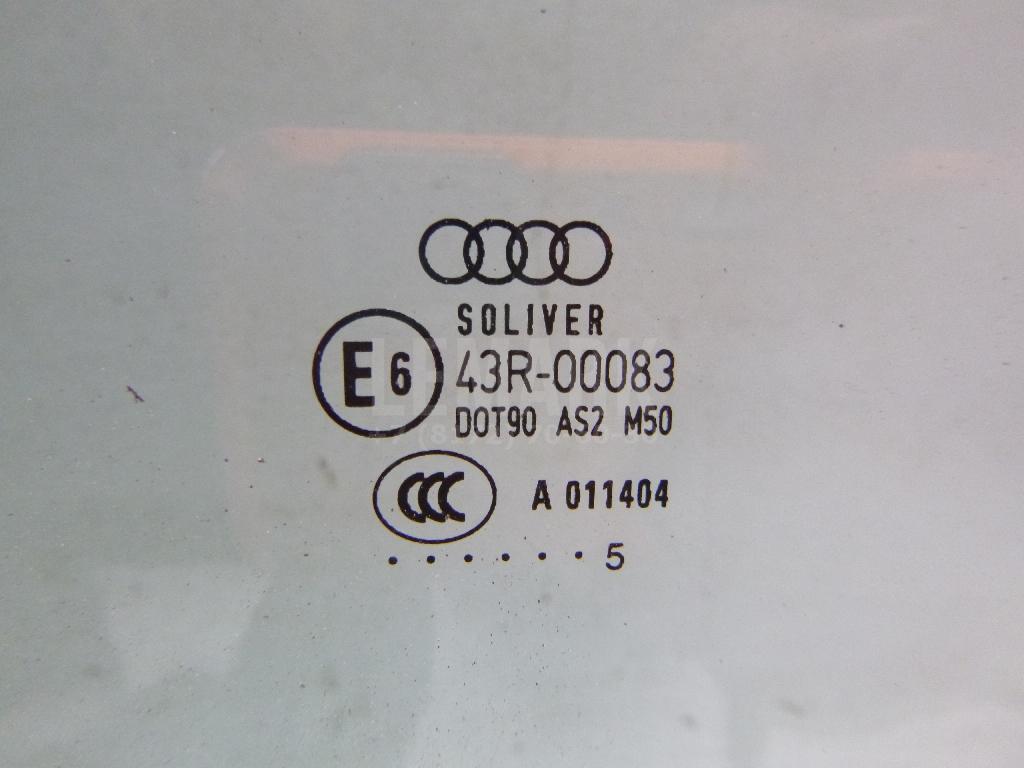 SOLIVER
E6 43R-00083
DOT90 AS2 M50
CCC A 011404
. . . . . . 5